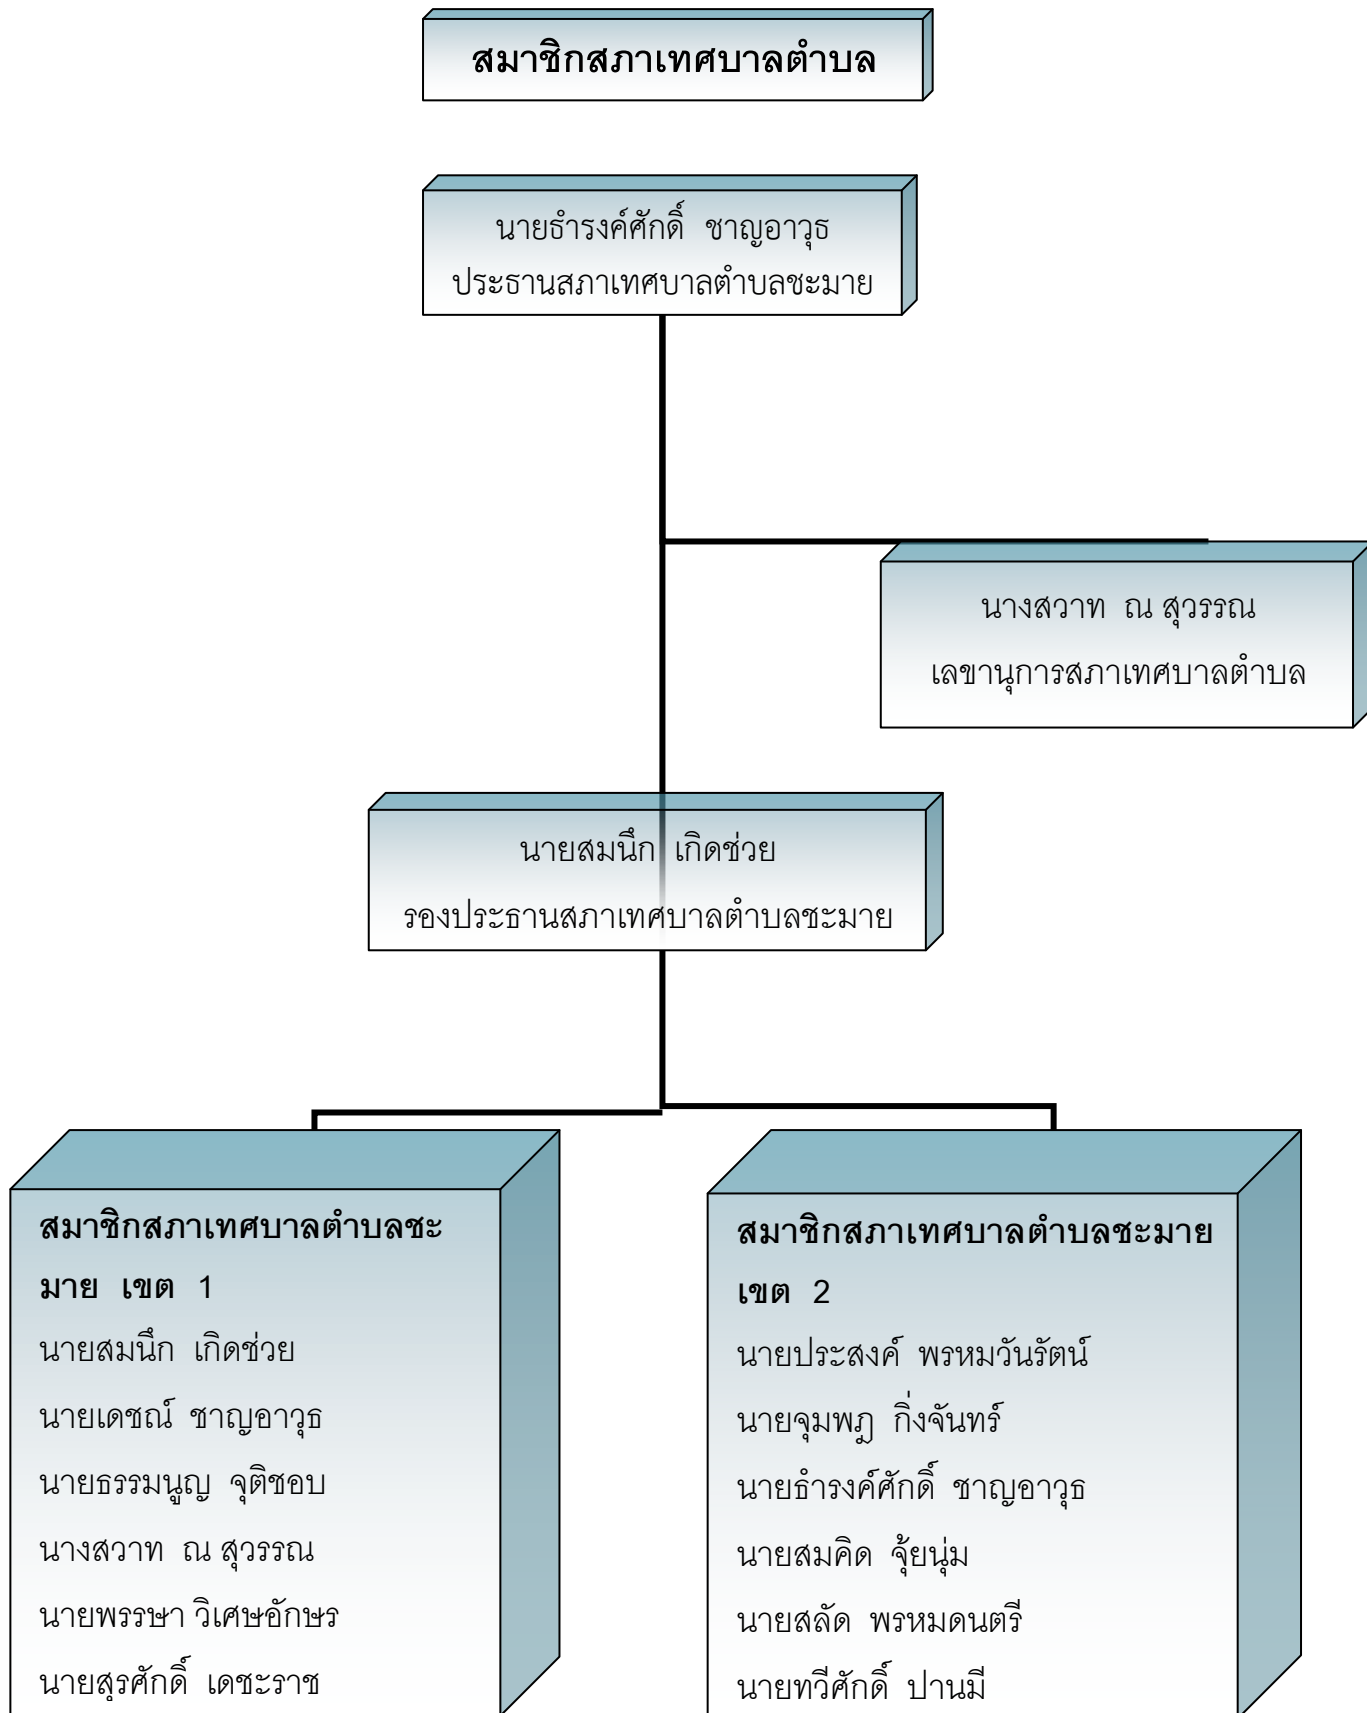 สมาชิกสภาเทศบาลตำบล
นายธำรงค์ศักดิ์ ชาญอาวุธ
ประธานสภาเทศบาลตำบลชะมาย
นางสวาท ณ สุวรรณ
เลขานุการสภาเทศบาลตำบล
นายสมนึก เกิดช่วย
รองประธานสภาเทศบาลตำบลชะมาย
สมาชิกสภาเทศบาลตำบลชะ
มาย เขต 1
นายสมนึก เกิดช่วย
นายเดชณ์ ชาญอาวุธ
นายธรรมนูญ จุติชอบ
นางสวาท ณ สุวรรณ
นายพรรษา วิเศษอักษร
นายสุรศักดิ์ เดชะราช
สมาชิกสภาเทศบาลตำบลชะมาย
เขต 2
นายประสงค์ พรหมวันรัตน์
นายจุมพฎ กิ่งจันทร์
นายธำรงค์ศักดิ์ ชาญอาวุธ
นายสมคิด จุ้ยนุ่ม
นายสลัด พรหมดนตรี
นายทวีศักดิ์ ปานมี